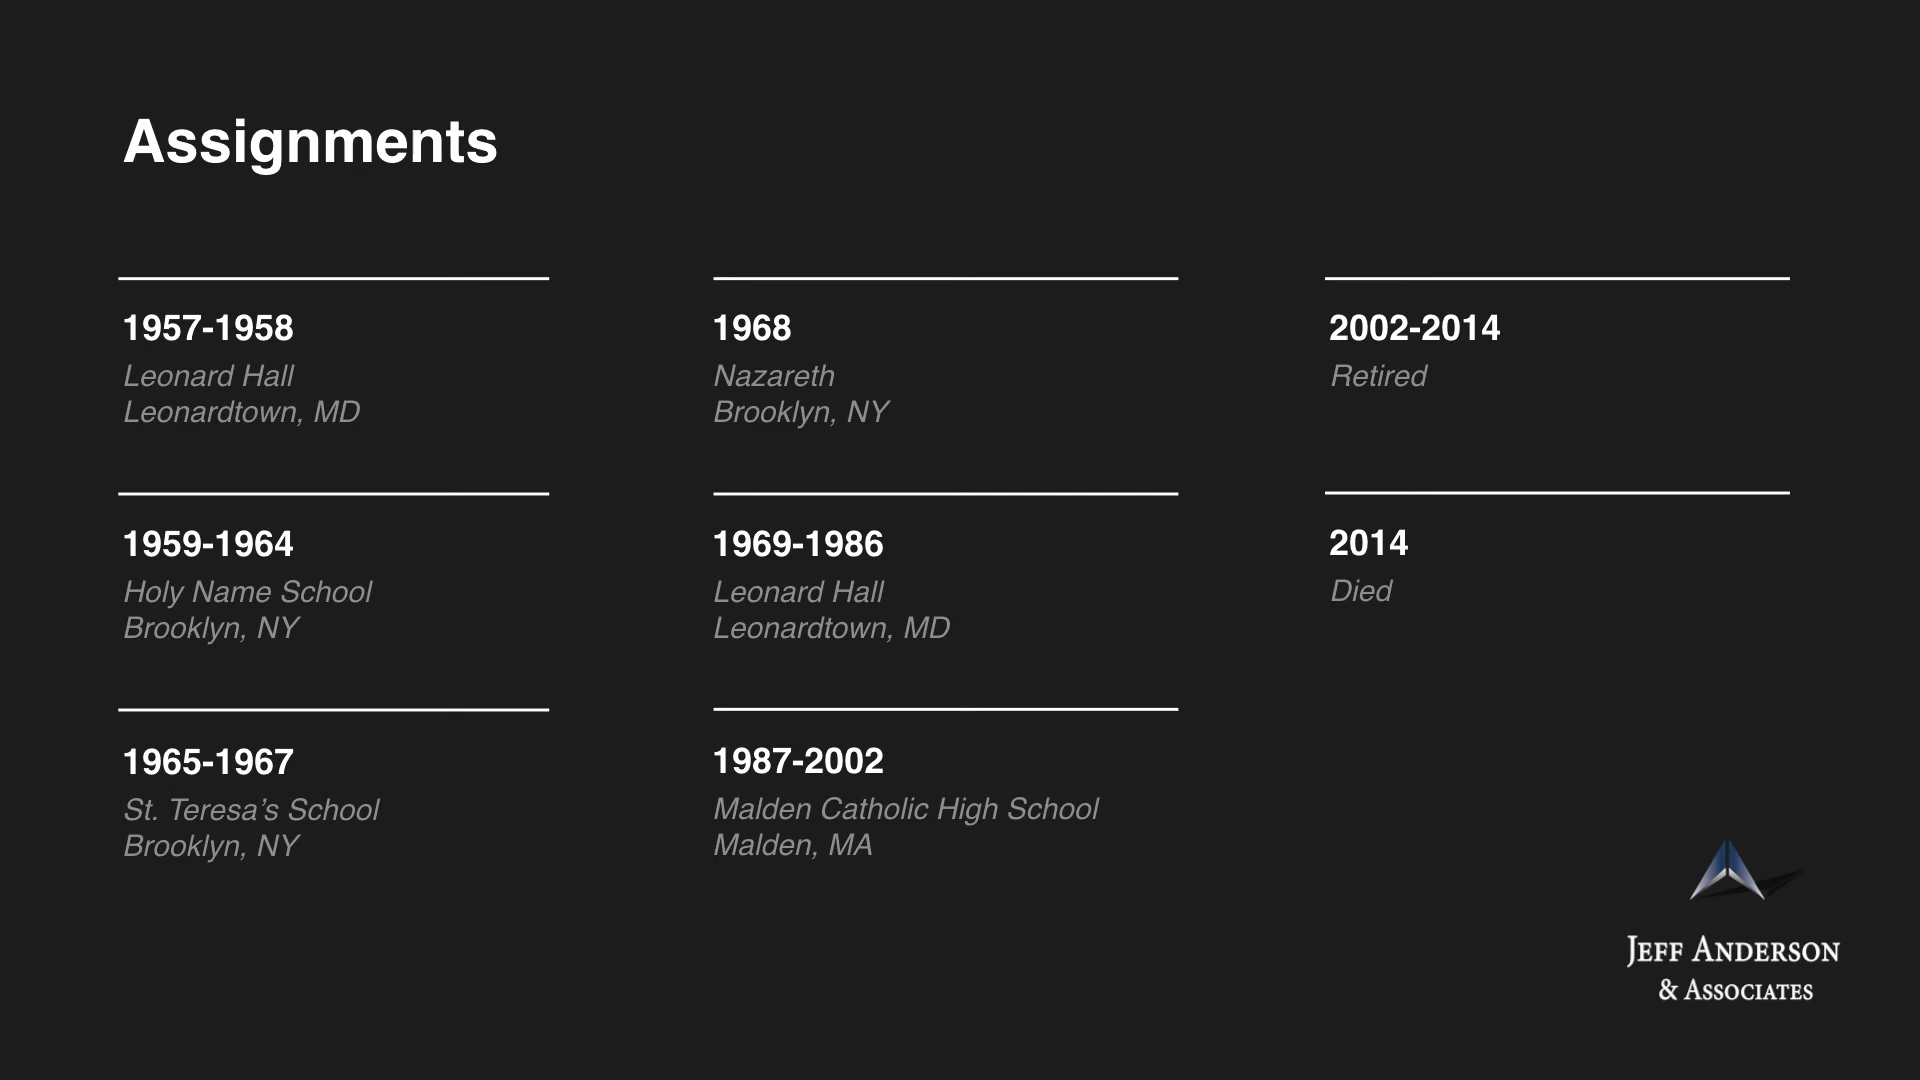 Assignments
1957-1958
Leonard Hall
Leonardtown, MD
1959-1964
Holy Name School
Brooklyn, NY
1965-1967
St. Teresa’s School
Brooklyn, NY
1968
Nazareth
Brooklyn, NY
1969-1986
Leonard Hall
Leonardtown, MD
1987-2002
Malden Catholic High School
Malden, MA
2002-2014
Retired
2014
Died
JEFF ANDERSON
& ASSOCIATES